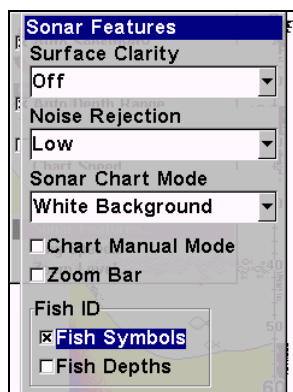 Sonar Features
Surface Clarity
Off
Noise Rejection
Low
Sonar Chart Mode
White Background
Chart Manual Mode
Zoom Bar
Fish ID
Fish Symbols
Fish Depths